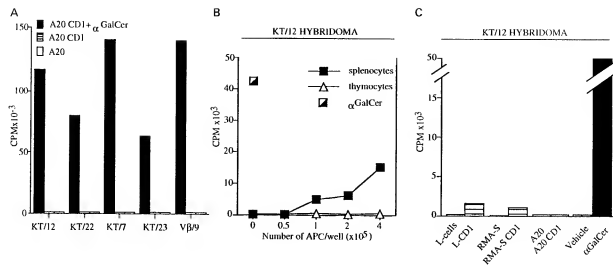 A
A20 CD1+ αGalCer
A20 CD1
A20
150
100
50
0
CPMx10-3
KT/12 KT/22 KT/7 KT/23 Vβ/9
B
KT/12 HYBRIDOMA
splenocytes
thymocytes
αGalCer
50
40
30
20
10
0
CPM x10³
0 0.5 1 2 4
Number of APC/well (x10⁵)
C
KT/12 HYBRIDOMA
50
15
10
5
0
CPM x10³
L-cells
L-CD1
RMA-S
RMA-S CD1
A20
A20 CD1
Vehicle
αGalCer